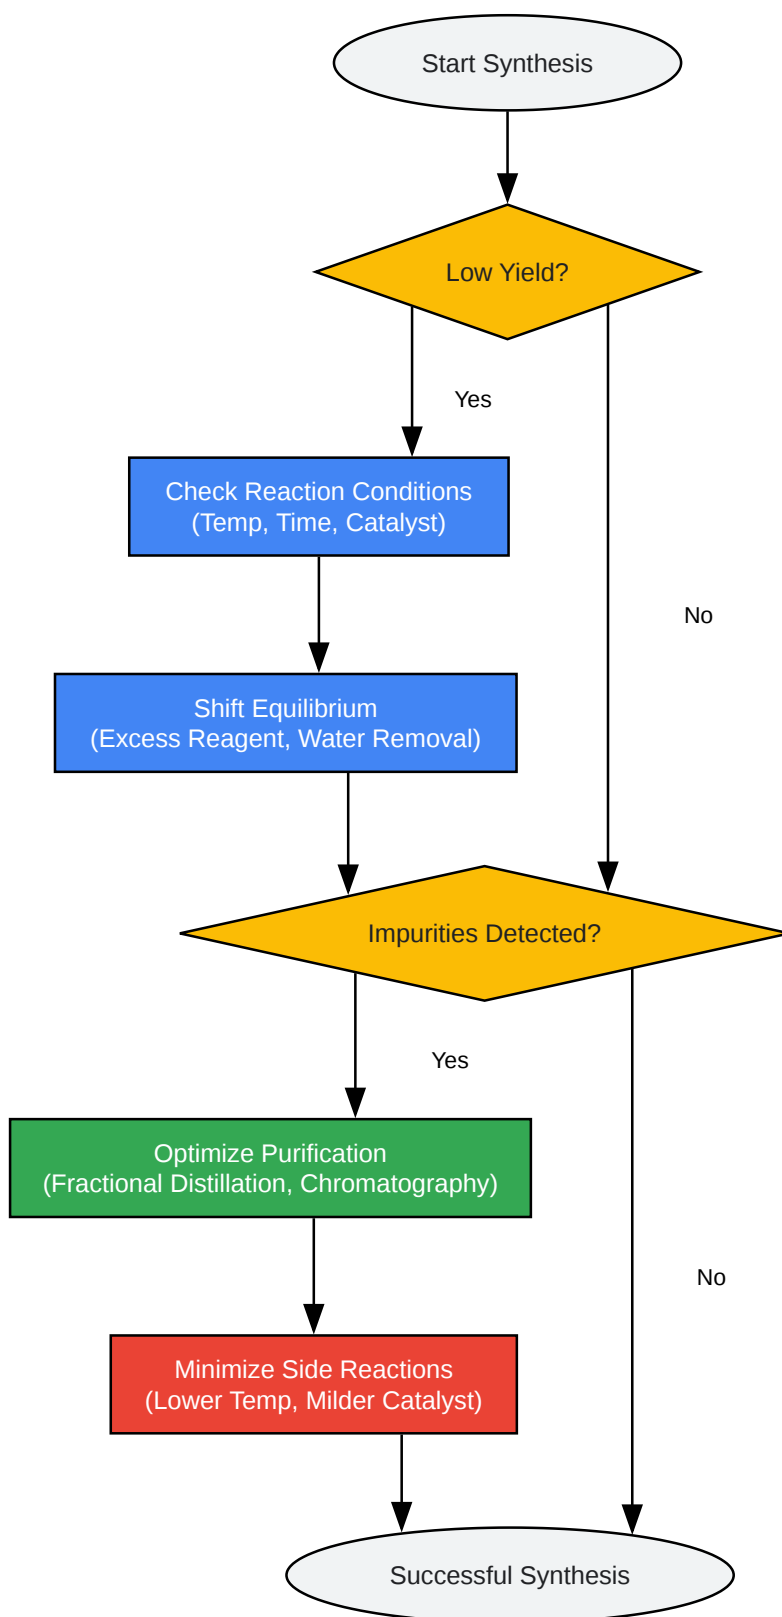 Start Synthesis
Low Yield?
Yes
Check Reaction Conditions
(Temp, Time, Catalyst)
No
Shift Equilibrium
(Excess Reagent, Water Removal)
Impurities Detected?
Yes
Optimize Purification
(Fractional Distillation, Chromatography)
No
Minimize Side Reactions
(Lower Temp, Milder Catalyst)
Successful Synthesis